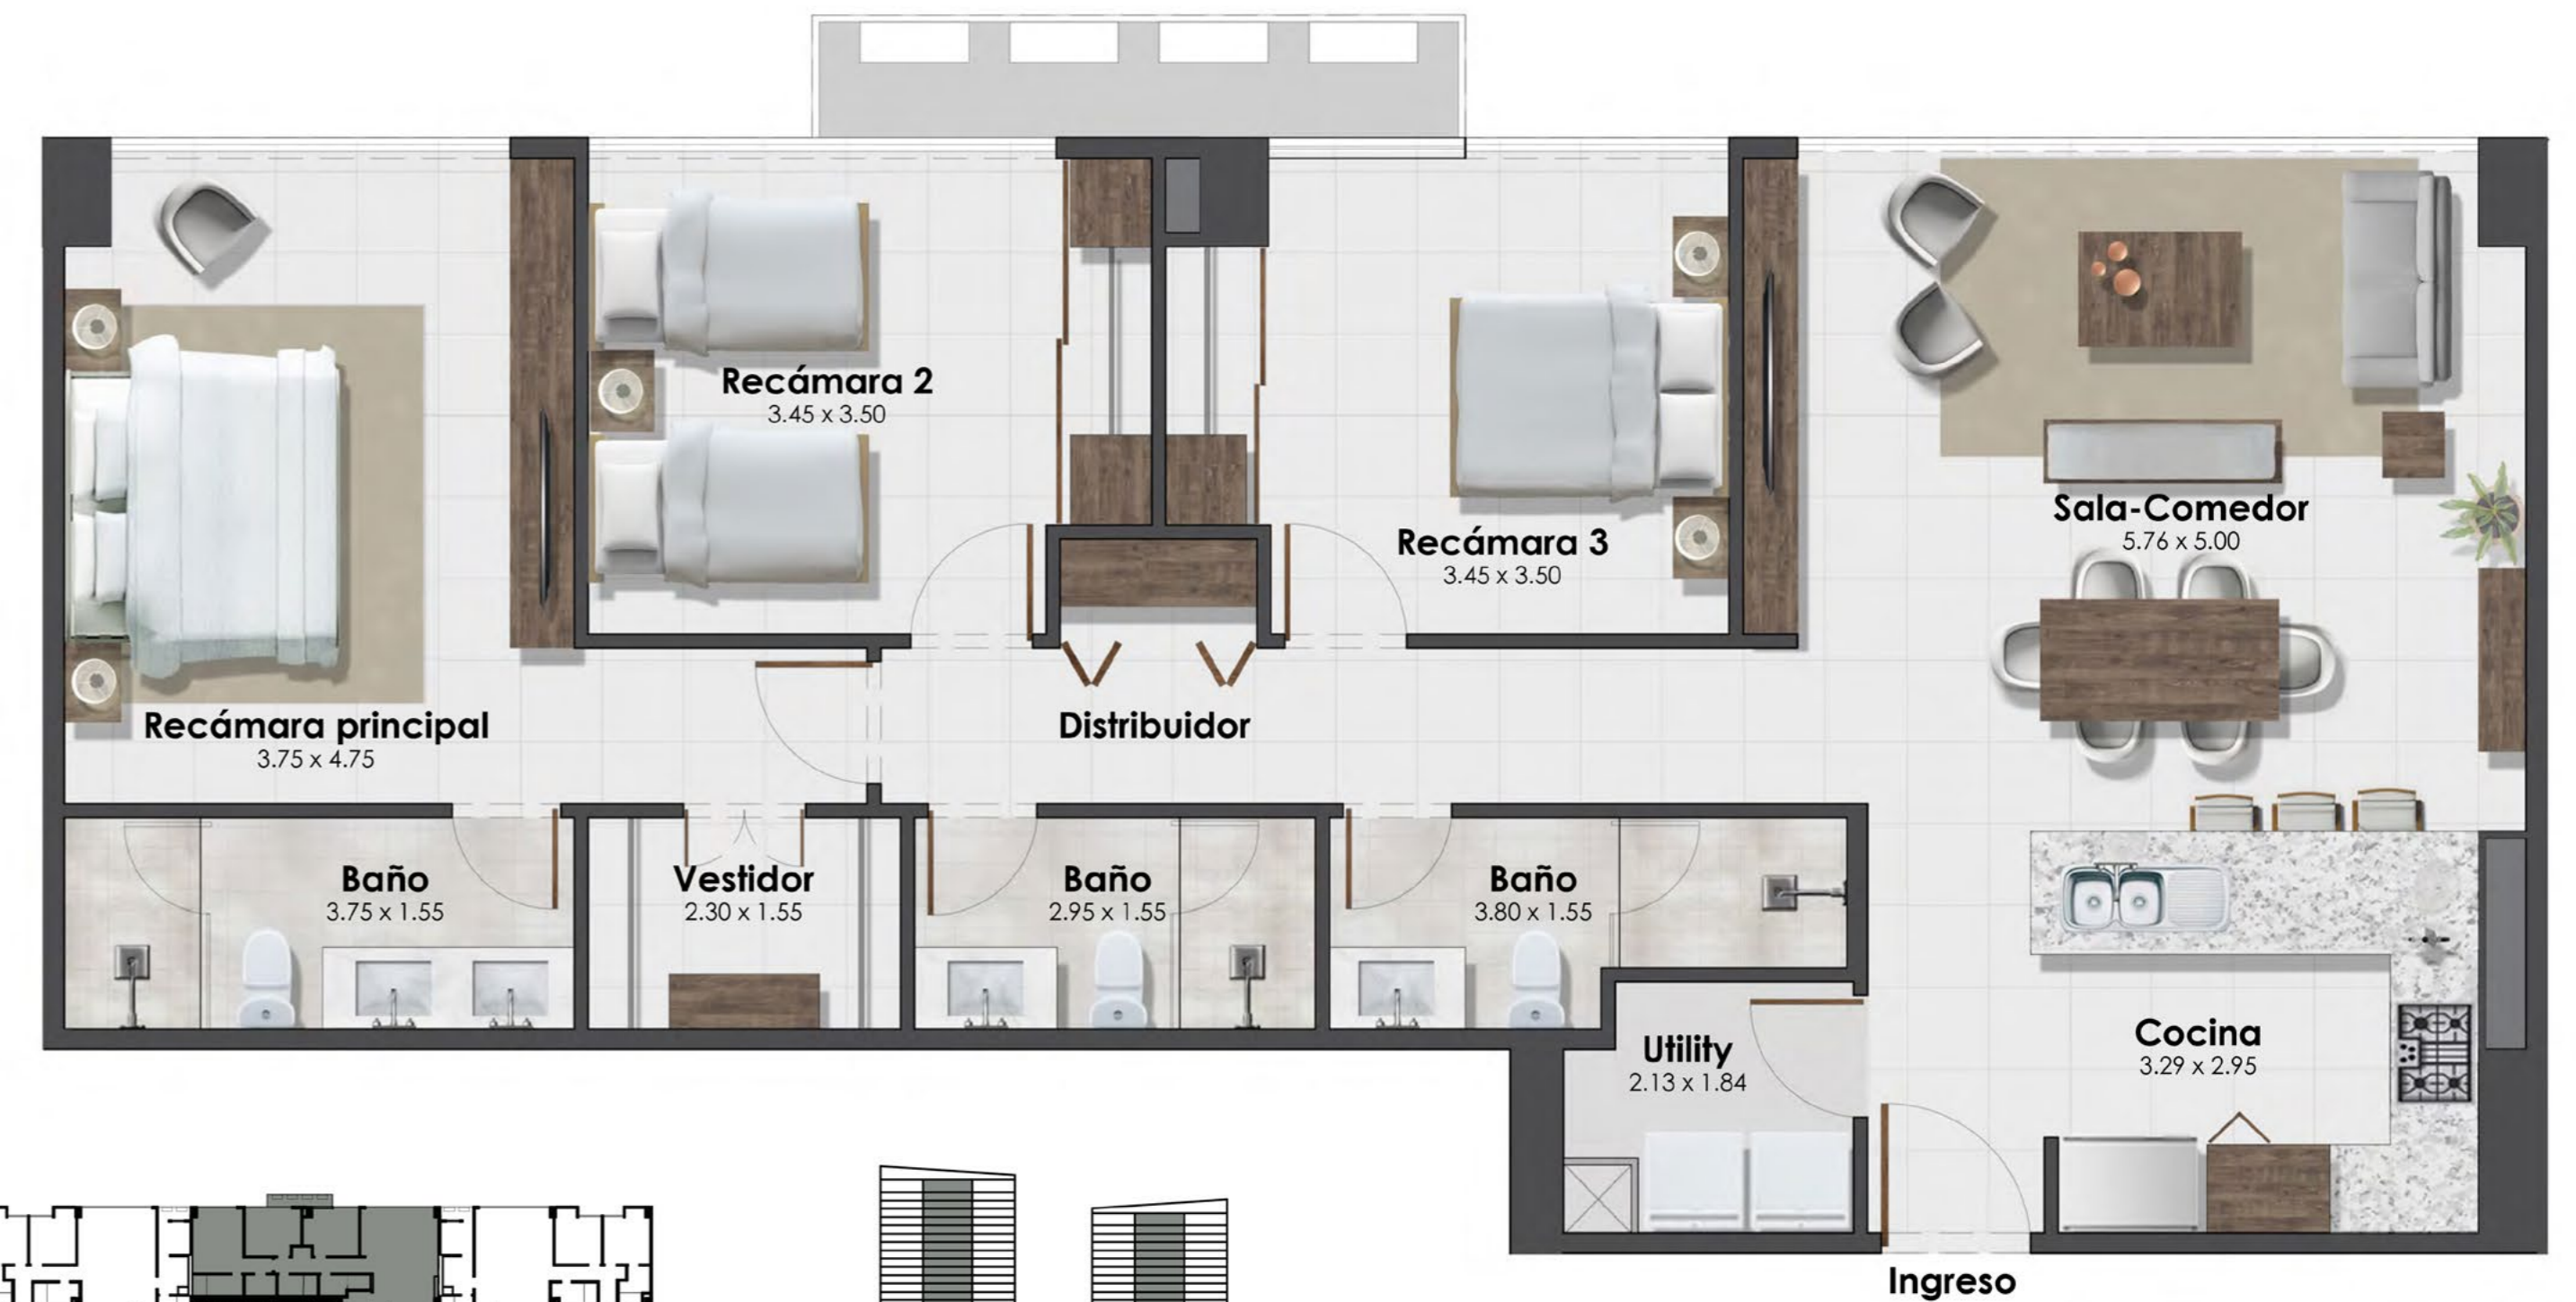 Recámara 2
3.45 x 3.50
Sala-Comedor
5.76 x 5.00
Recámara 3
3.45 x 3.50
Recámara principal
3.75 x 4.75
Distribuidor
Baño
3.75 x 1.55
Vestidor
2.30 x 1.55
Baño
2.95 x 1.55
Baño
3.80 x 1.55
Utility
2.13 x 1.84
Cocina
3.29 x 2.95
Ingreso